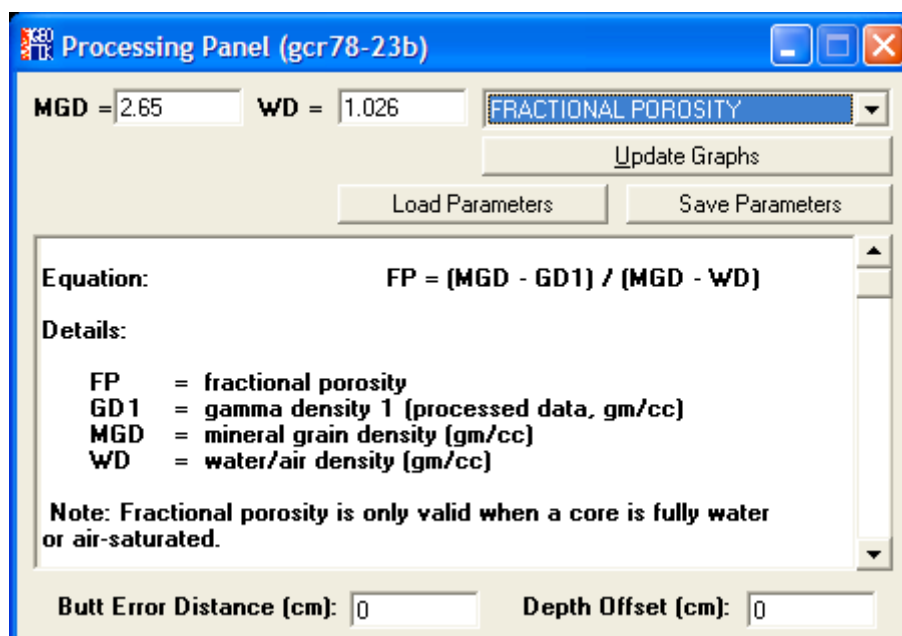 Processing Panel (gcr78-23b)
MGD = 2.65 WD = 1.026 FRACTIONAL POROSITY
Update Graphs
Load Parameters Save Parameters
Equation: FP = (MGD - GD1) / (MGD - WD)
Details:
FP = fractional porosity
GD1 = gamma density 1 (processed data, gm/cc)
MGD = mineral grain density (gm/cc)
WD = water/air density (gm/cc)
Note: Fractional porosity is only valid when a core is fully water
or air-saturated.
Butt Error Distance (cm): 0 Depth Offset (cm): 0